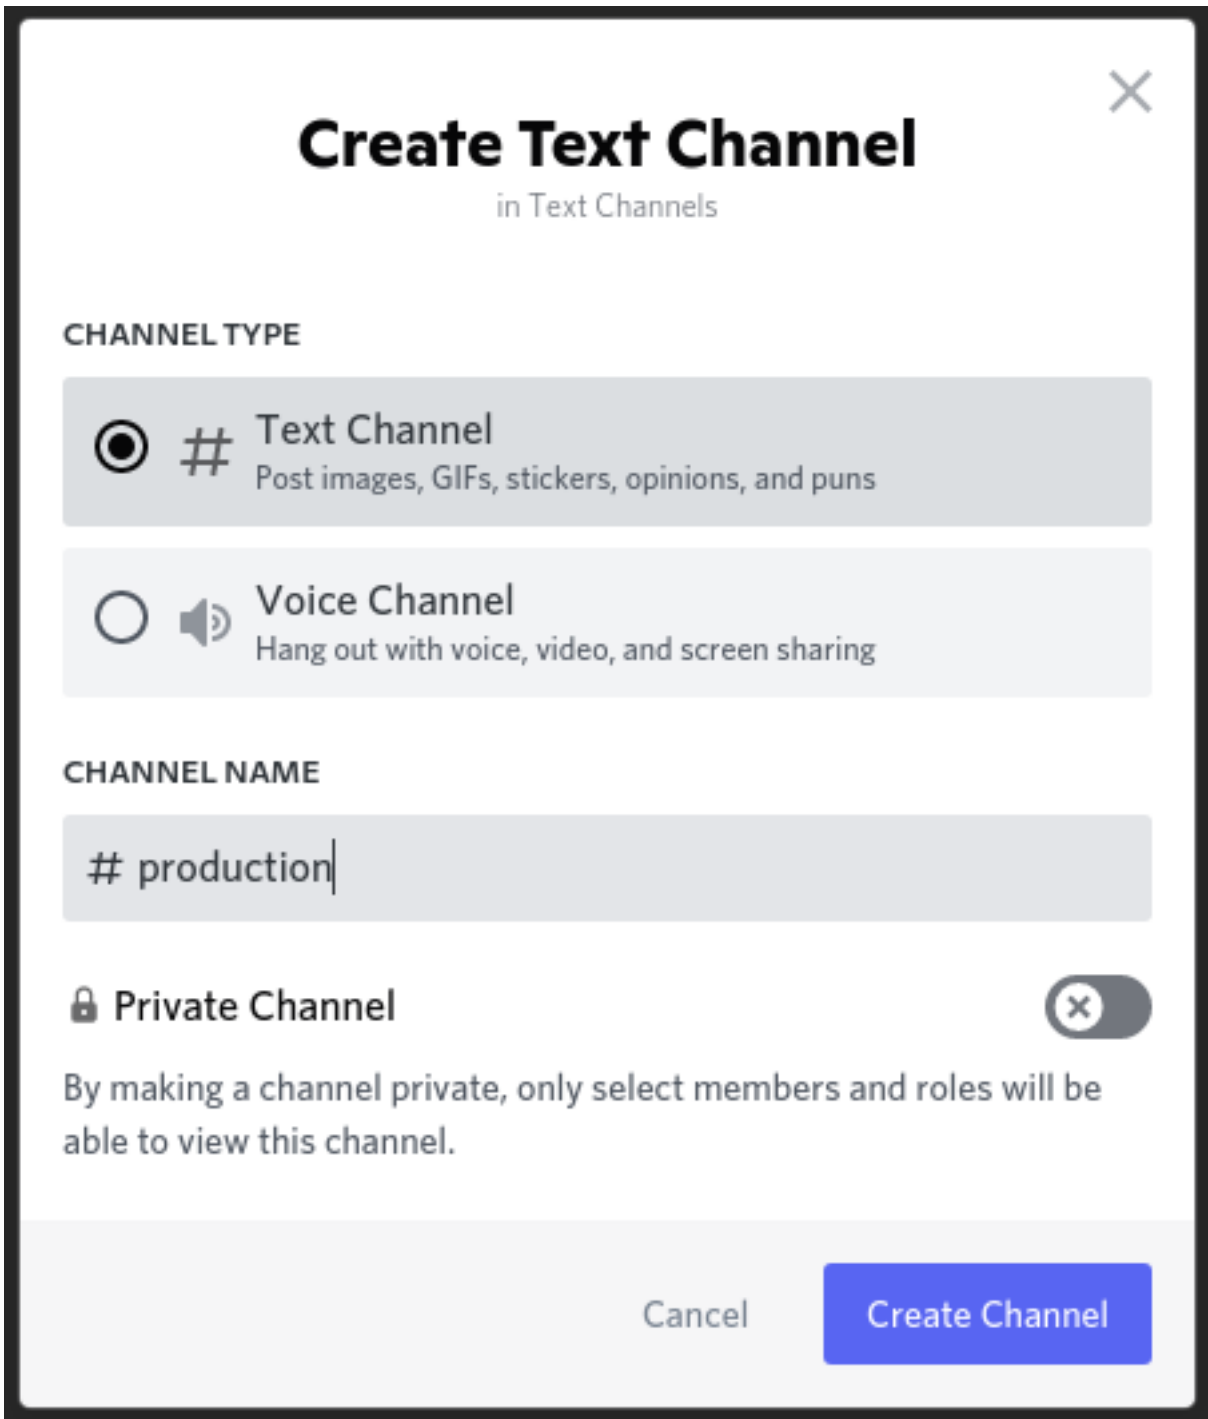 Create Text Channel
in Text Channels
CHANNEL TYPE
# Text Channel
Post images, GIFs, stickers, opinions, and puns
Voice Channel
Hang out with voice, video, and screen sharing
CHANNEL NAME
# production
Private Channel
By making a channel private, only select members and roles will be
able to view this channel.
Cancel
Create Channel